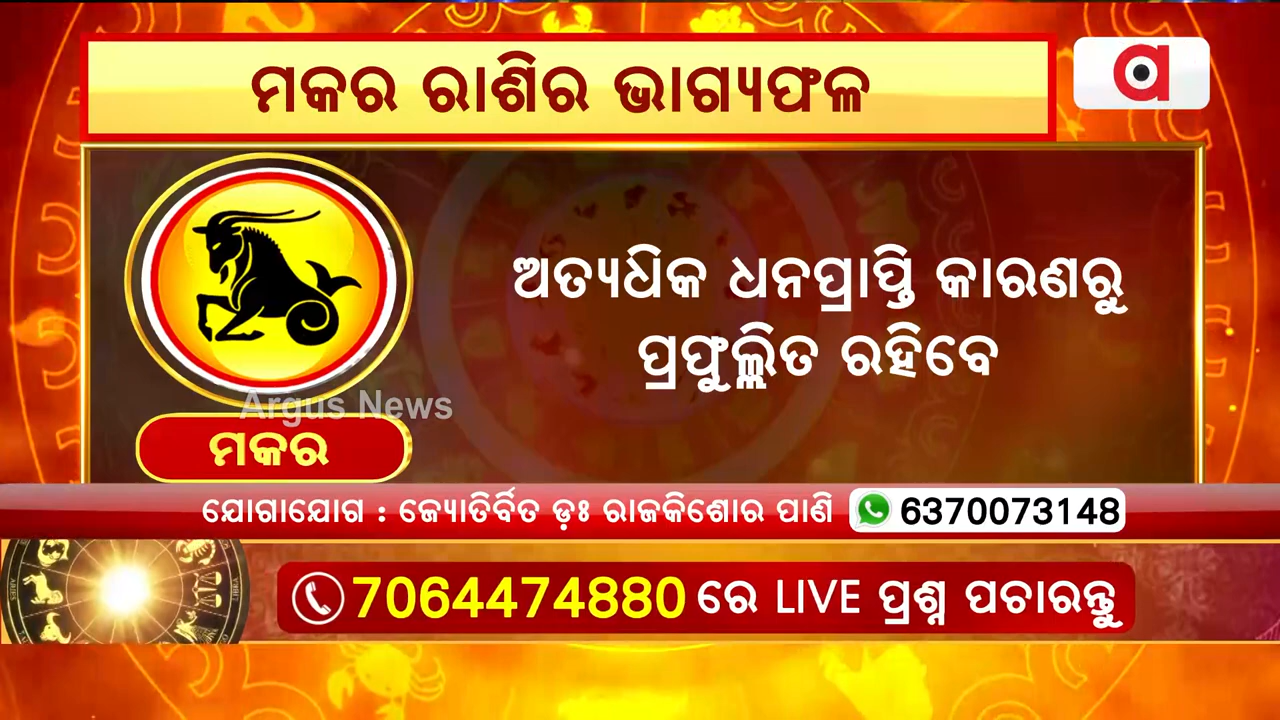 ମକର ରାଶିର ଭାଗ୍ୟଫଳ
ଅତ୍ୟଧିକ ଧନପ୍ରାପ୍ତି କାରଣରୁ
ପ୍ରଫୁଲ୍ଲିତ ରହିବେ
Argus News
ମକର
ଯୋଗାଯୋଗ : ଜ୍ୟୋତିର୍ବିତ ଡ଼ଃ ରାଜକିଶୋର ପାଣି 6370073148
7064474880 ରେ LIVE ପ୍ରଶ୍ନ ପଚାରନ୍ତୁ